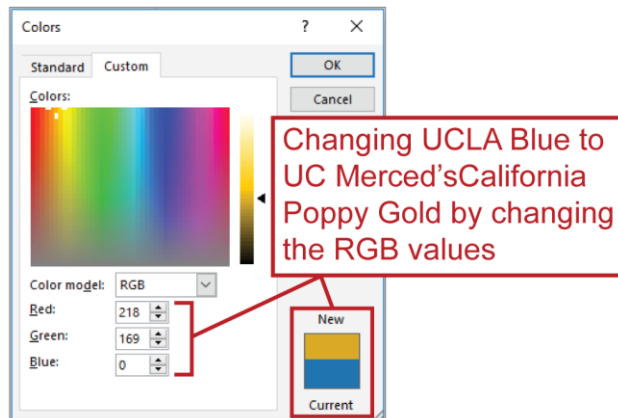 Colors ? ×
Standard Custom
OK
Colors:
Cancel
Changing UCLA Blue to
UC Merced'sCalifornia
Poppy Gold by changing
the RGB values
Color model: RGB
Red: 218
Green: 169
Blue: 0
New
Current